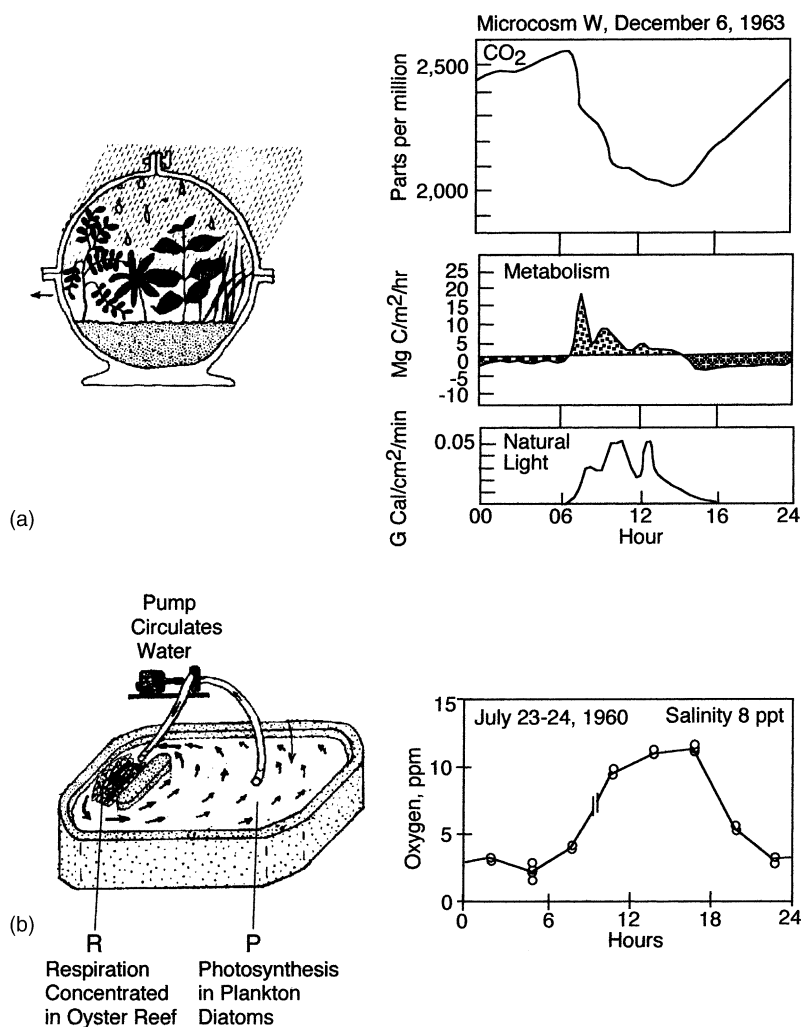 Microcosm W, December 6, 1963
CO2
Parts per million
2,500
2,000
Metabolism
Mg C/m2/hr
25
20
15
10
5
0
-5
-10
Natural
Light
G Cal/cm2/min
0.05
00 06 12 16 24
Hour
(a)
Pump
Circulates
Water
R
Respiration
Concentrated
in Oyster Reef
P
Photosynthesis
in Plankton
Diatoms
(b)
July 23-24, 1960 Salinity 8 ppt
Oxygen, ppm
15
10
5
0
0 6 12 18 24
Hours